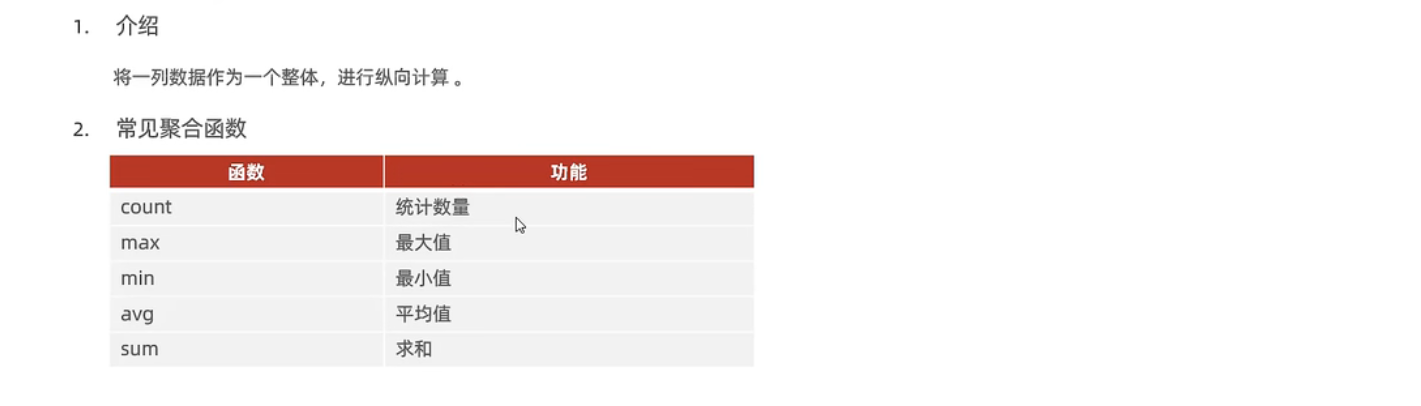 1. 介绍
将一列数据作为一个整体，进行纵向计算 。
2. 常见聚合函数
函数 功能
count 统计数量
max 最大值
min 最小值
avg 平均值
sum 求和